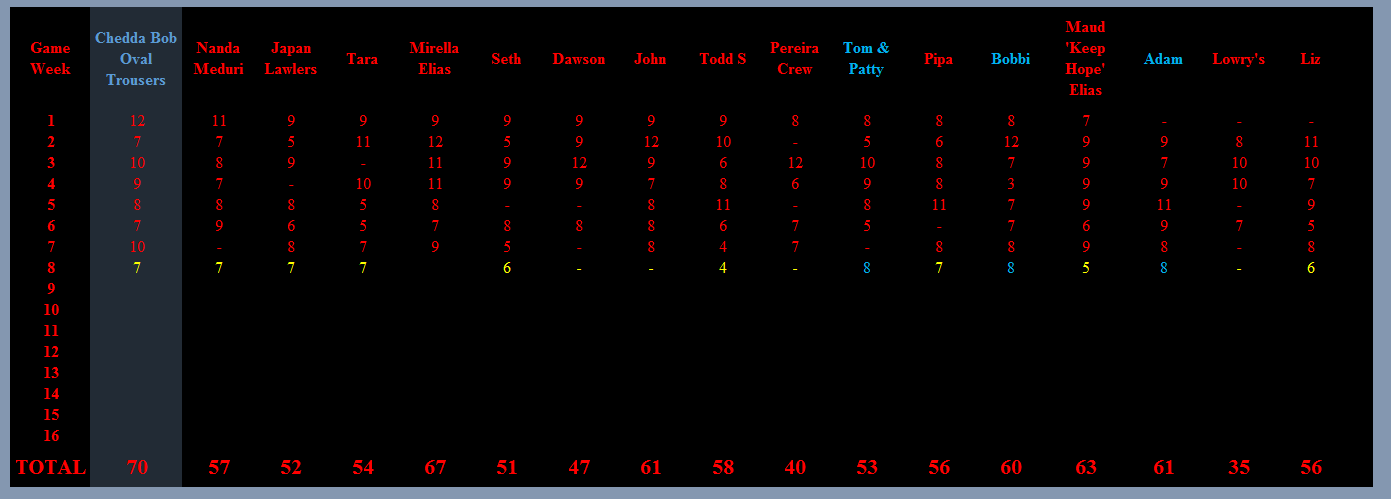 Game Week Chedda Bob Oval Trousers Nanda Meduri Japan Lawlers Tara Mirella Elias Seth Dawson John Todd S Pereira Crew Tom & Patty Pipa Bobbi Maud 'Keep Hope' Elias Adam Lowry's Liz
1 12 11 9 9 9 9 9 9 9 8 8 8 8 7 - - -
2 7 7 5 11 12 5 9 12 10 - 5 6 12 9 9 8 11
3 10 8 9 - 11 9 12 9 6 12 10 8 7 9 7 10 10
4 9 7 - 10 11 9 9 7 8 6 9 8 3 9 9 10 7
5 8 8 8 5 8 - - 8 11 - 8 11 7 9 11 - 9
6 7 9 6 5 7 8 8 8 6 7 5 - 7 6 9 7 5
7 10 - 8 7 9 5 - 8 4 7 - 8 8 9 8 - 8
8 7 7 7 7 6 - - 4 - 8 7 8 5 8 - 6
9
10
11
12
13
14
15
16
TOTAL 70 57 52 54 67 51 47 61 58 40 53 56 60 63 61 35 56